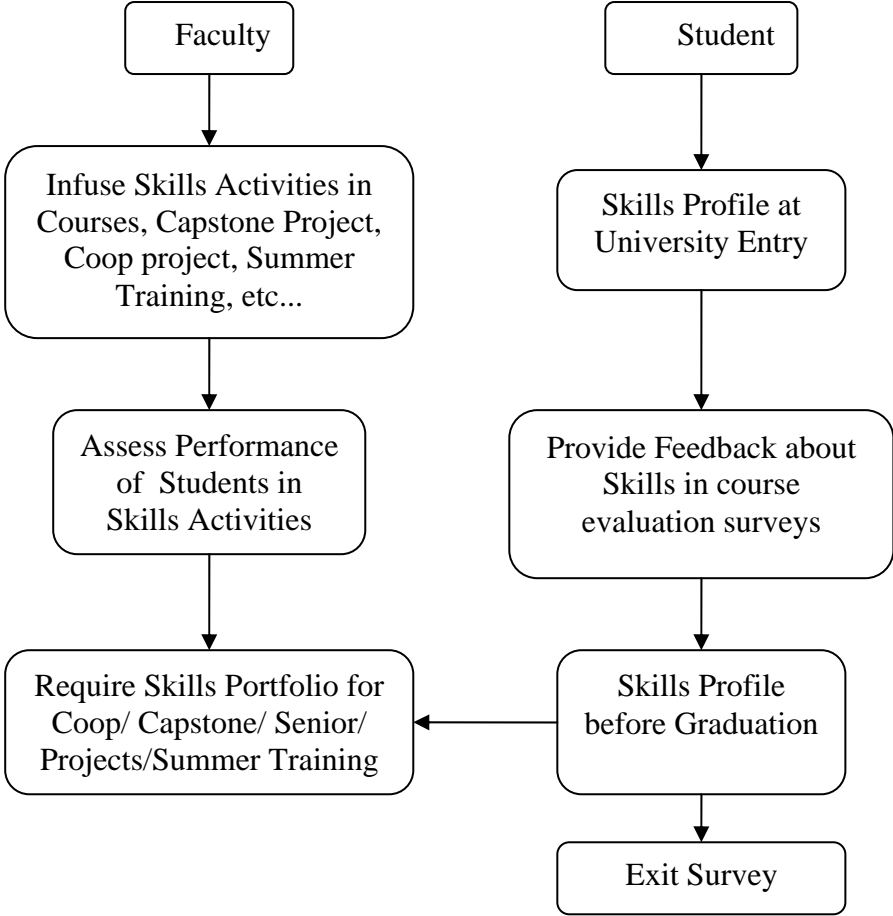 Faculty
Student
Infuse Skills Activities in
Courses, Capstone Project,
Coop project, Summer
Training, etc...
Skills Profile at
University Entry
Assess Performance
of Students in
Skills Activities
Provide Feedback about
Skills in course
evaluation surveys
Require Skills Portfolio for
Coop/ Capstone/ Senior/
Projects/Summer Training
Skills Profile
before Graduation
Exit Survey